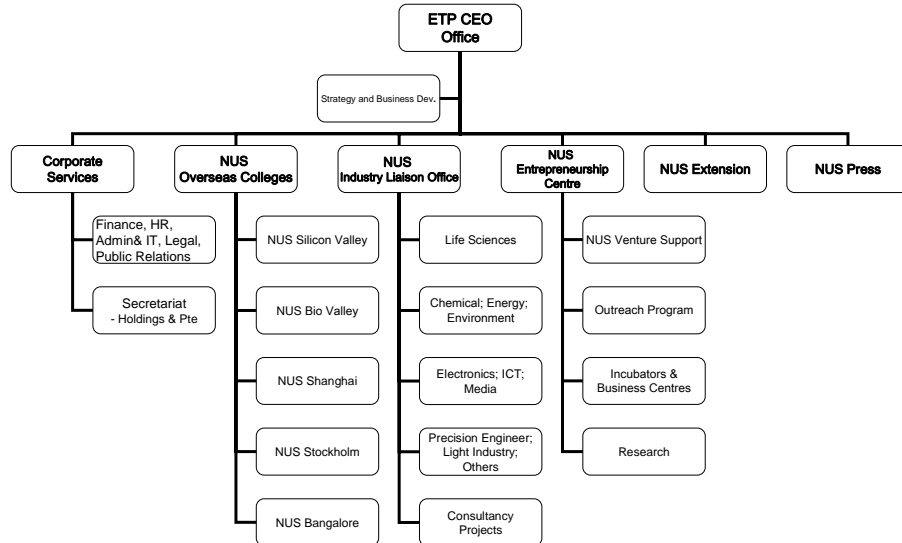 ETP CEO
Office
Strategy and Business Dev.
Corporate
Services
NUS
Overseas Colleges
NUS
Industry Liaison Office
NUS
Entrepreneurship
Centre
NUS Extension
NUS Press
Finance, HR,
Admin& IT, Legal,
Public Relations
Secretariat
- Holdings & Pte
NUS Silicon Valley
NUS Bio Valley
NUS Shanghai
NUS Stockholm
NUS Bangalore
Life Sciences
Chemical; Energy;
Environment
Electronics; ICT;
Media
Precision Engineer;
Light Industry;
Others
Consultancy
Projects
NUS Venture Support
Outreach Program
Incubators &
Business Centres
Research